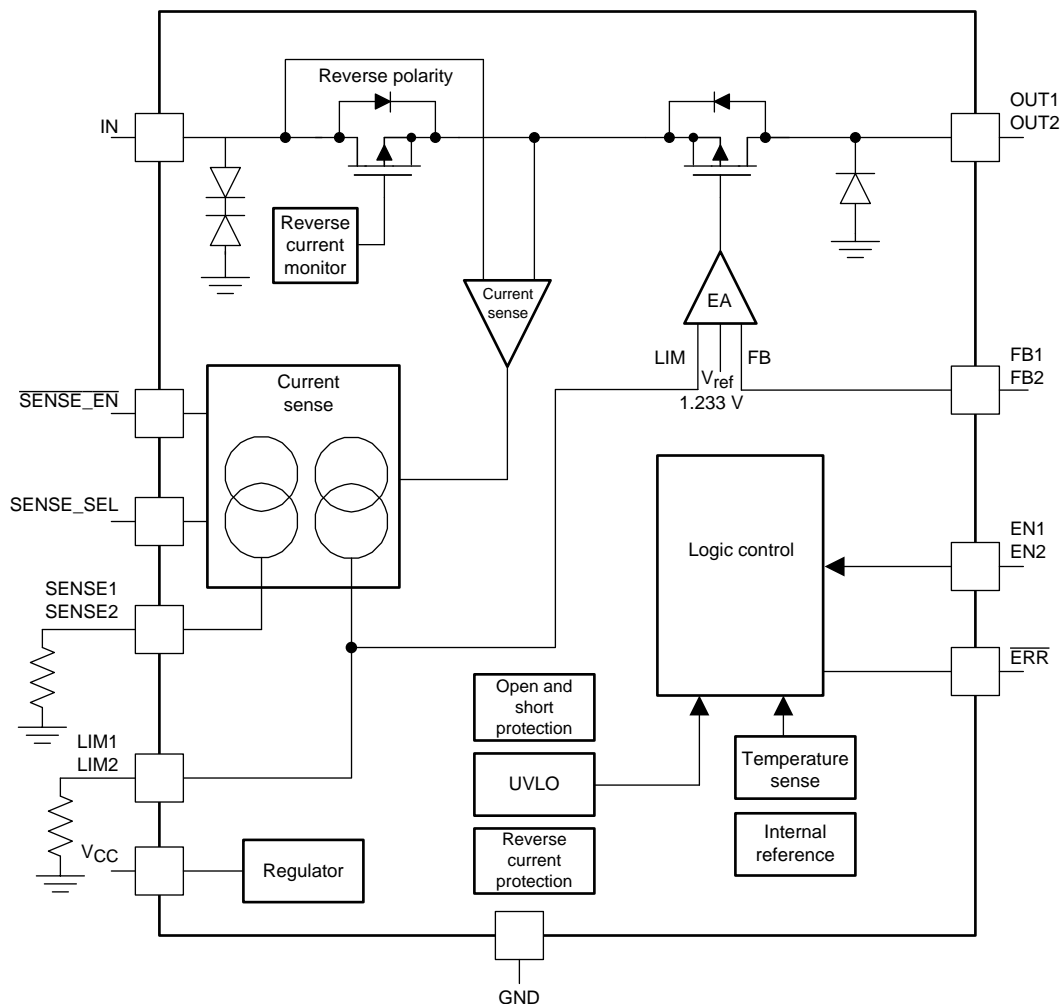 Reverse polarity
IN
OUT1
OUT2
Reverse
current
monitor
Current
sense
EA
LIM
FB
Vref
1.233 V
FB1
FB2
SENSE_EN
Current
sense
SENSE_SEL
Logic control
EN1
EN2
SENSE1
SENSE2
ERR
Open and
short
protection
LIM1
LIM2
UVLO
Temperature
sense
VCC
Regulator
Reverse
current
protection
Internal
reference
GND